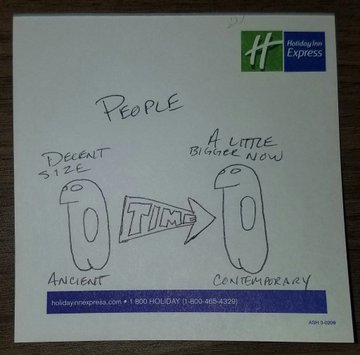 H
Holiday Inn
Express
PEOPLE
DECENT
SIZE
A LITTLE
BIGGER NOW
TIME
ANCIENT
CONTEMPORARY
holidayinnexpress.com • 1 800 HOLIDAY (1-800-465-4329)
ASH 3-0209